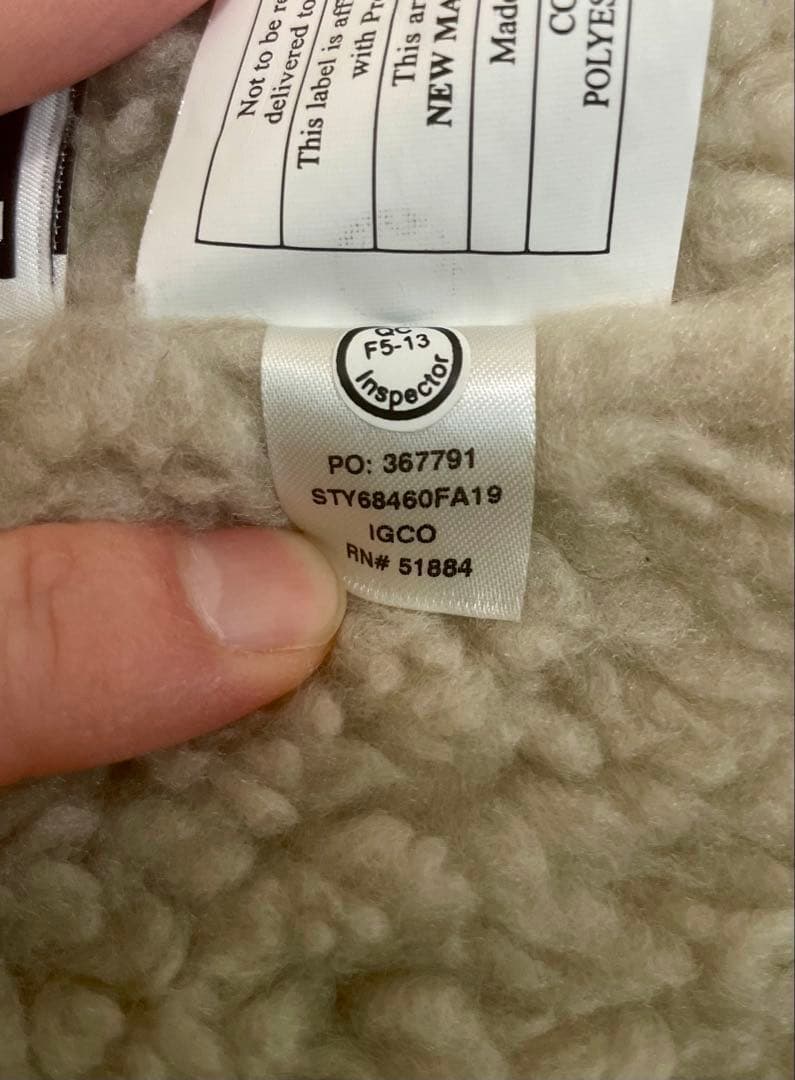 Not to be re
delivered to
This label is aff
with Pr
This ar
NEW MA
Made
CO
POLYES
QC
F5-13
Inspector
PO: 367791
STY68460FA19
IGCO
RN# 51884